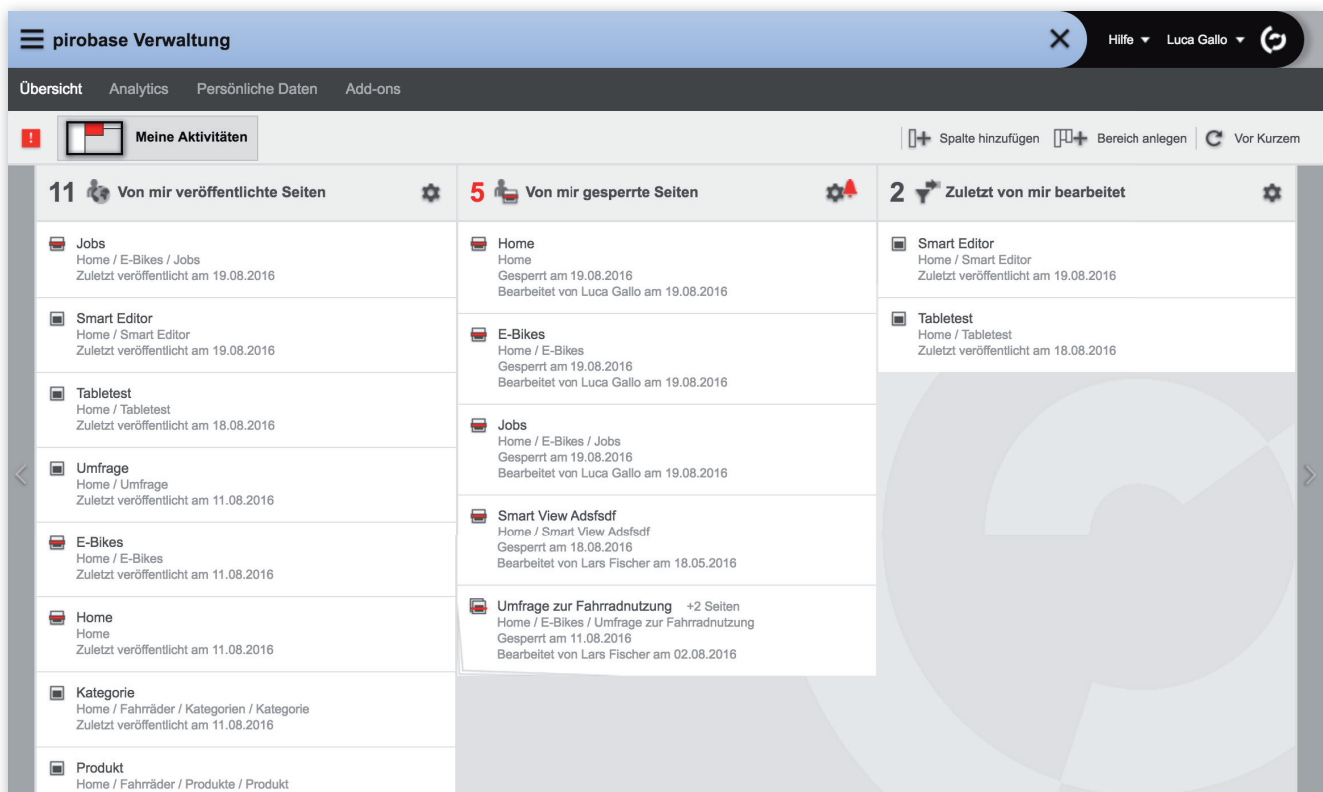 pirobase Verwaltung
Hilfe
Luca Gallo
Übersicht
Analytics
Persönliche Daten
Add-ons
!
Meine Aktivitäten
Spalte hinzufügen
Bereich anlegen
Vor Kurzem
11 Von mir veröffentlichte Seiten
Jobs
Home / E-Bikes / Jobs
Zuletzt veröffentlicht am 19.08.2016
Smart Editor
Home / Smart Editor
Zuletzt veröffentlicht am 19.08.2016
Tabletest
Home / Tabletest
Zuletzt veröffentlicht am 18.08.2016
Umfrage
Home / Umfrage
Zuletzt veröffentlicht am 11.08.2016
E-Bikes
Home / E-Bikes
Zuletzt veröffentlicht am 11.08.2016
Home
Home
Zuletzt veröffentlicht am 11.08.2016
Kategorie
Home / Fahrräder / Kategorien / Kategorie
Zuletzt veröffentlicht am 11.08.2016
Produkt
Home / Fahrräder / Produkte / Produkt
5 Von mir gesperrte Seiten
Home
Home
Gesperrt am 19.08.2016
Bearbeitet von Luca Gallo am 19.08.2016
E-Bikes
Home / E-Bikes
Gesperrt am 19.08.2016
Bearbeitet von Luca Gallo am 19.08.2016
Jobs
Home / E-Bikes / Jobs
Gesperrt am 19.08.2016
Bearbeitet von Luca Gallo am 19.08.2016
Smart View Adsfsdf
Home / Smart View Adsfsdf
Gesperrt am 18.08.2016
Bearbeitet von Lars Fischer am 18.05.2016
Umfrage zur Fahrradnutzung +2 Seiten
Home / E-Bikes / Umfrage zur Fahrradnutzung
Gesperrt am 11.08.2016
Bearbeitet von Lars Fischer am 02.08.2016
2 Zuletzt von mir bearbeitet
Smart Editor
Home / Smart Editor
Zuletzt veröffentlicht am 19.08.2016
Tabletest
Home / Tabletest
Zuletzt veröffentlicht am 18.08.2016